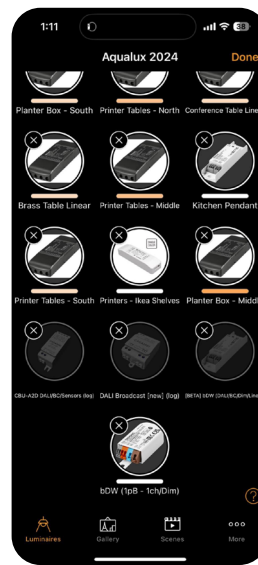 1:11
38
Aqualux 2024
Done
Planter Box - South
Printer Tables - North
Conference Table Line
Brass Table Linear
Printer Tables - Middle
Kitchen Pendant
Printer Tables - South
Printers - Ikea Shelves
Planter Box - Middl
CBU-A2D DALI/BC/Sensors (log)
DALI Broadcast [now] (log)
[BETA] bDW (DALI/BC/Dim/Line
bDW (1pB - 1ch/Dim)
?
Luminaires
Gallery
Scenes
More